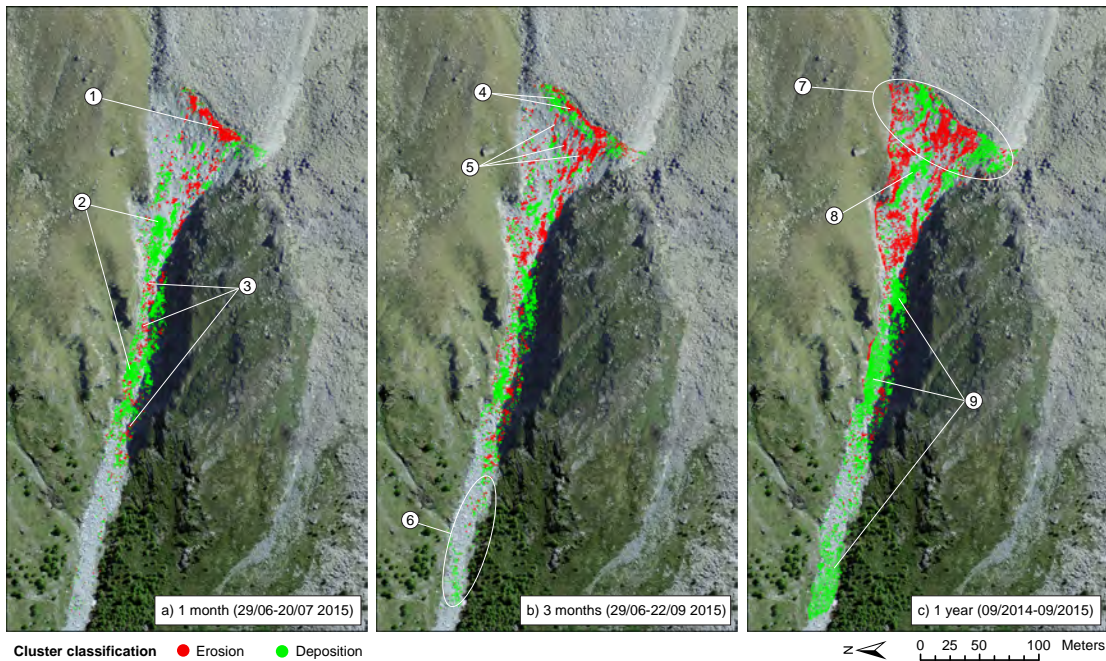 1
2
3
a) 1 month (29/06-20/07 2015)
4
5
6
b) 3 months (29/06-22/09 2015)
7
8
9
c) 1 year (09/2014-09/2015)
Cluster classification Erosion Deposition
N 0 25 50 100 Meters